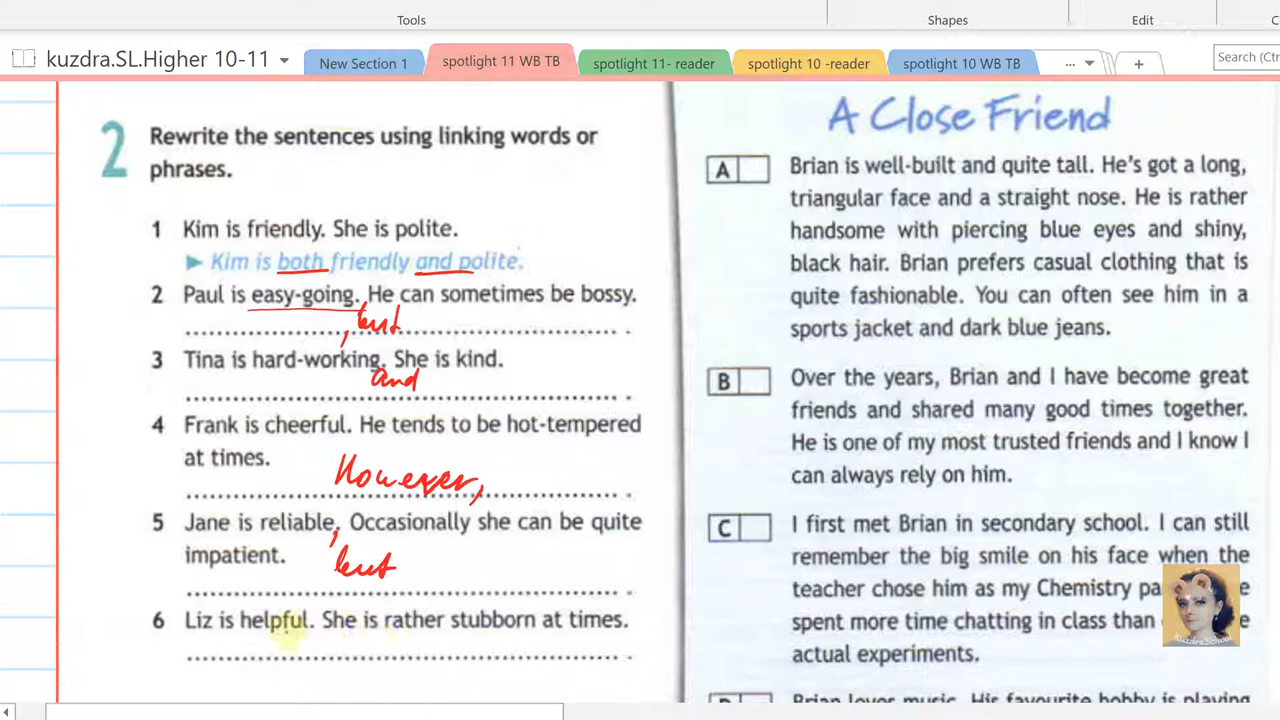 Tools
Shapes
Edit
kuzdra.SL.Higher 10-11
New Section 1
spotlight 11 WB TB
spotlight 11- reader
spotlight 10 -reader
spotlight 10 WB TB
...
+
Search (Ctr
2
Rewrite the sentences using linking words or
phrases.
1 Kim is friendly. She is polite.
► Kim is both friendly and polite.
2 Paul is easy-going. He can sometimes be bossy.
, but
3 Tina is hard-working. She is kind.
and
4 Frank is cheerful. He tends to be hot-tempered
at times.
However,
5 Jane is reliable, Occasionally she can be quite
impatient.
but
6 Liz is helpful. She is rather stubborn at times.
A Close Friend
A
Brian is well-built and quite tall. He's got a long,
triangular face and a straight nose. He is rather
handsome with piercing blue eyes and shiny,
black hair. Brian prefers casual clothing that is
quite fashionable. You can often see him in a
sports jacket and dark blue jeans.
B
Over the years, Brian and I have become great
friends and shared many good times together.
He is one of my most trusted friends and I know I
can always rely on him.
C
I first met Brian in secondary school. I can still
remember the big smile on his face when the
teacher chose him as my Chemistry pa e
spent more time chatting in class than e
actual experiments.
Brian loves music. His favourite hobby is playing
Kuzdra.School